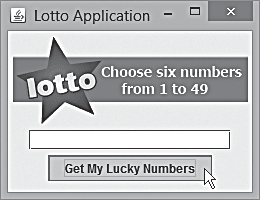 Lotto Application
lotto
Choose six numbers
from 1 to 49
Get My Lucky Numbers